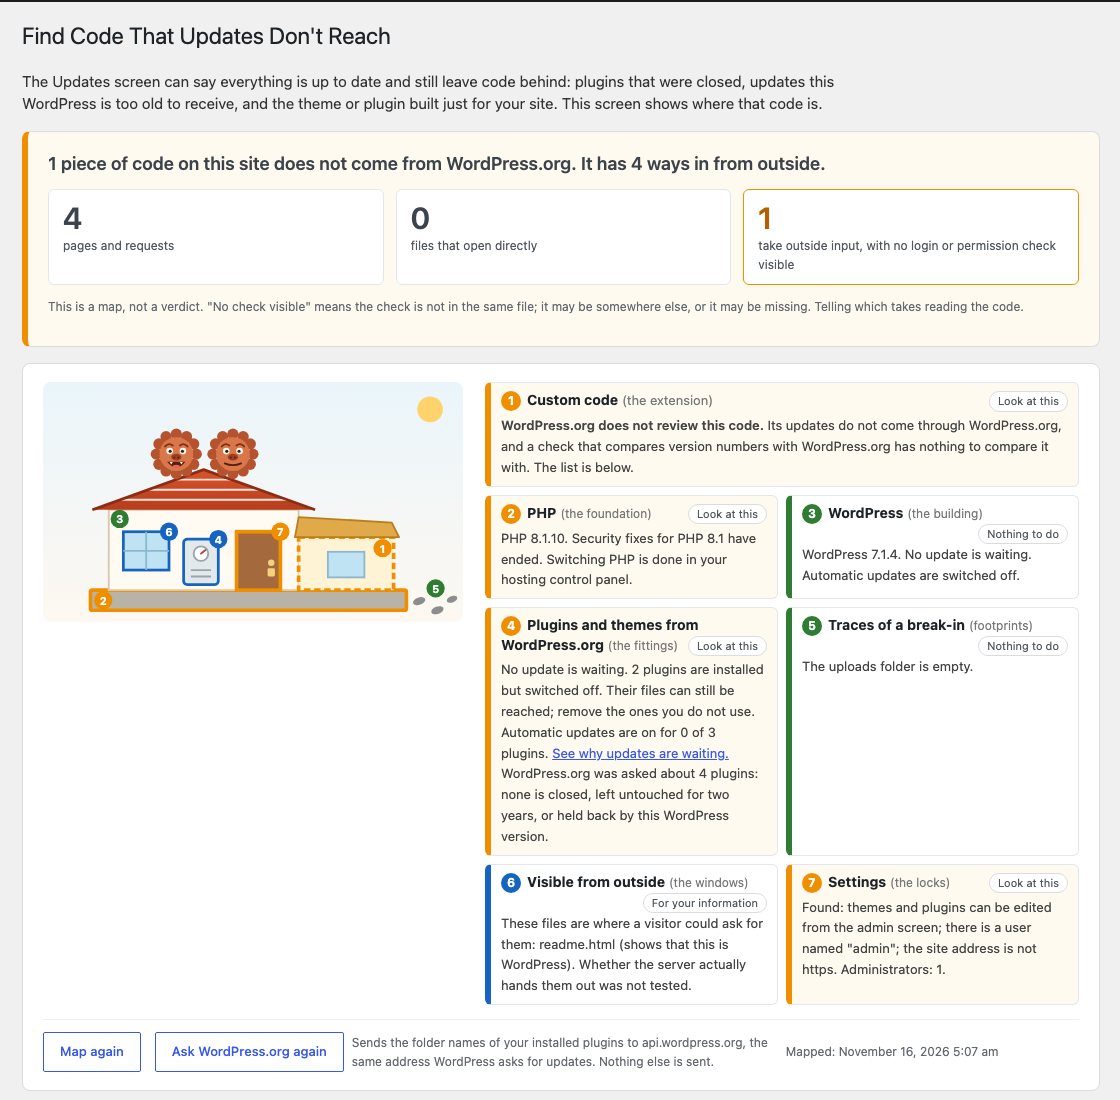 Find Code That Updates Don't Reach
The Updates screen can say everything is up to date and still leave code behind: plugins that were closed, updates this
WordPress is too old to receive, and the theme or plugin built just for your site. This screen shows where that code is.
1 piece of code on this site does not come from WordPress.org. It has 4 ways in from outside.
4
pages and requests
0
files that open directly
1
take outside input, with no login or permission check
visible
This is a map, not a verdict. "No check visible" means the check is not in the same file; it may be somewhere else, or it may be missing. Telling which takes reading the code.
3
6
4
7
1
2
5
1 Custom code (the extension) Look at this
WordPress.org does not review this code. Its updates do not come through WordPress.org,
and a check that compares version numbers with WordPress.org has nothing to compare it
with. The list is below.
2 PHP (the foundation) Look at this
PHP 8.1.10. Security fixes for PHP 8.1 have
ended. Switching PHP is done in your
hosting control panel.
3 WordPress (the building)
Nothing to do
WordPress 7.1.4. No update is waiting.
Automatic updates are switched off.
4 Plugins and themes from
WordPress.org (the fittings) Look at this
No update is waiting. 2 plugins are installed
but switched off. Their files can still be
reached; remove the ones you do not use.
Automatic updates are on for 0 of 3
plugins. See why updates are waiting.
WordPress.org was asked about 4 plugins:
none is closed, left untouched for two
years, or held back by this WordPress
version.
5 Traces of a break-in (footprints)
Nothing to do
The uploads folder is empty.
6 Visible from outside (the windows)
For your information
These files are where a visitor could ask for
them: readme.html (shows that this is
WordPress). Whether the server actually
hands them out was not tested.
7 Settings (the locks) Look at this
Found: themes and plugins can be edited
from the admin screen; there is a user
named "admin"; the site address is not
https. Administrators: 1.
Map again
Ask WordPress.org again
Sends the folder names of your installed plugins to api.wordpress.org, the
same address WordPress asks for updates. Nothing else is sent.
Mapped: November 16, 2026 5:07 am